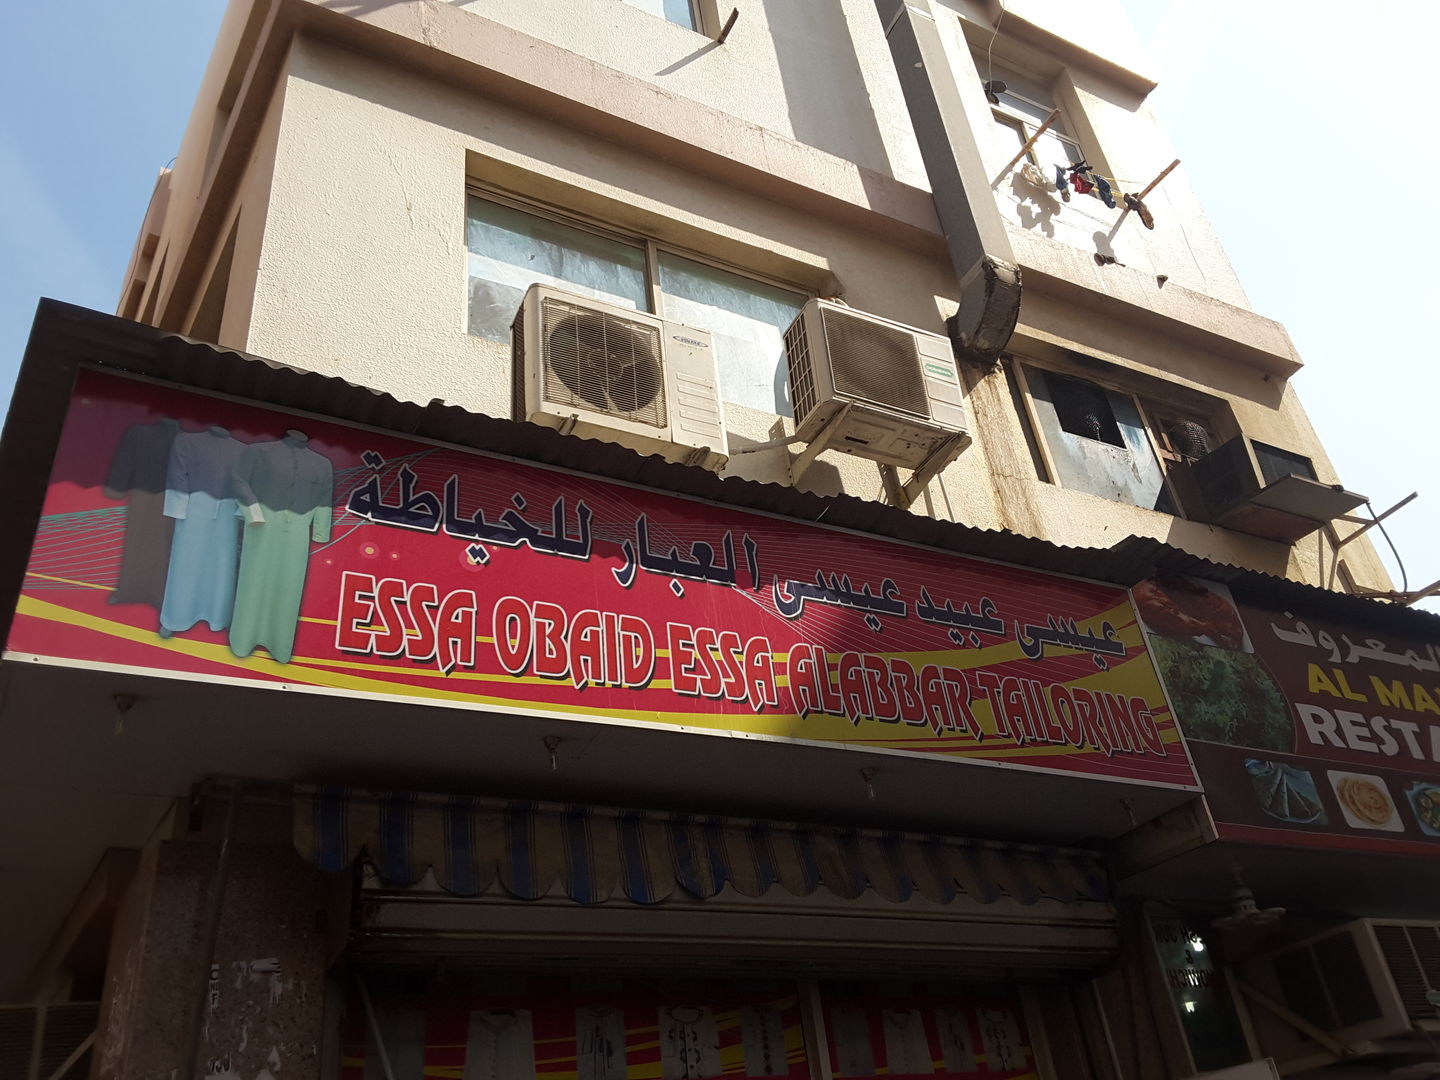 عيسى عبيد عيسى العبار للخياطة
ESSA OBAID ESSA ALABBAR TAILORING
المعروف
AL MA
RESTA